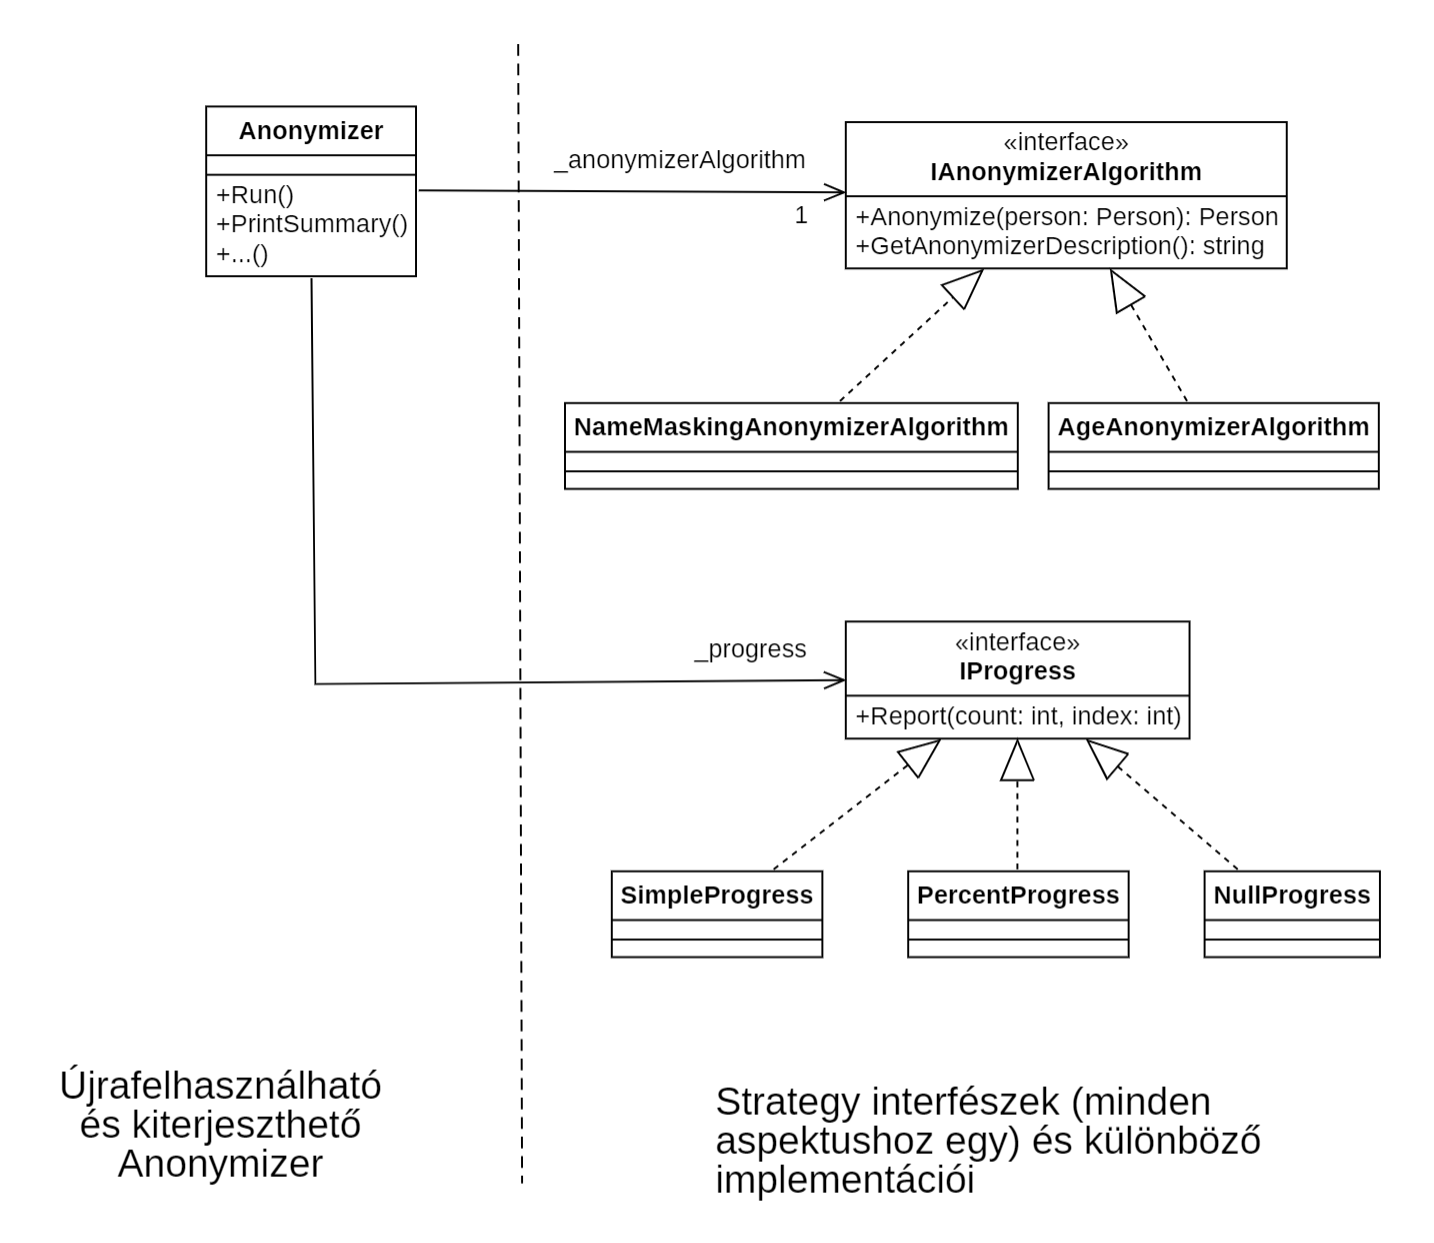 Anonymizer
+Run()
+PrintSummary()
+...()
_anonymizerAlgorithm
1
«interface»
IAnonymizerAlgorithm
+Anonymize(person: Person): Person
+GetAnonymizerDescription(): string
NameMaskingAnonymizerAlgorithm
AgeAnonymizerAlgorithm
_progress
«interface»
IProgress
+Report(count: int, index: int)
SimpleProgress
PercentProgress
NullProgress
Újrafelhasználható
és kiterjeszthető
Anonymizer
Strategy interfészek (minden
aspektushoz egy) és különböző
implementációi